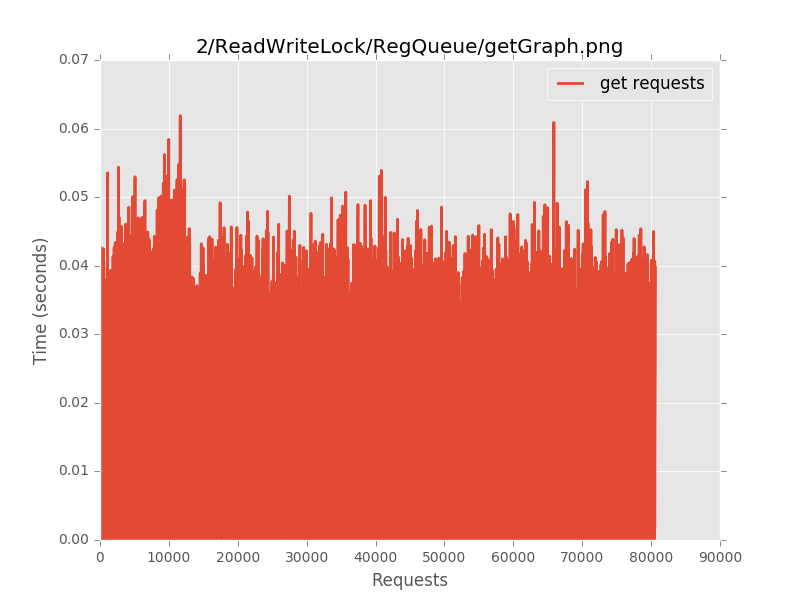 2/ReadWriteLock/RegQueue/getGraph.png
get requests
0.07
0.06
0.05
0.04
0.03
0.02
0.01
0.00
Time (seconds)
0 10000 20000 30000 40000 50000 60000 70000 80000 90000
Requests